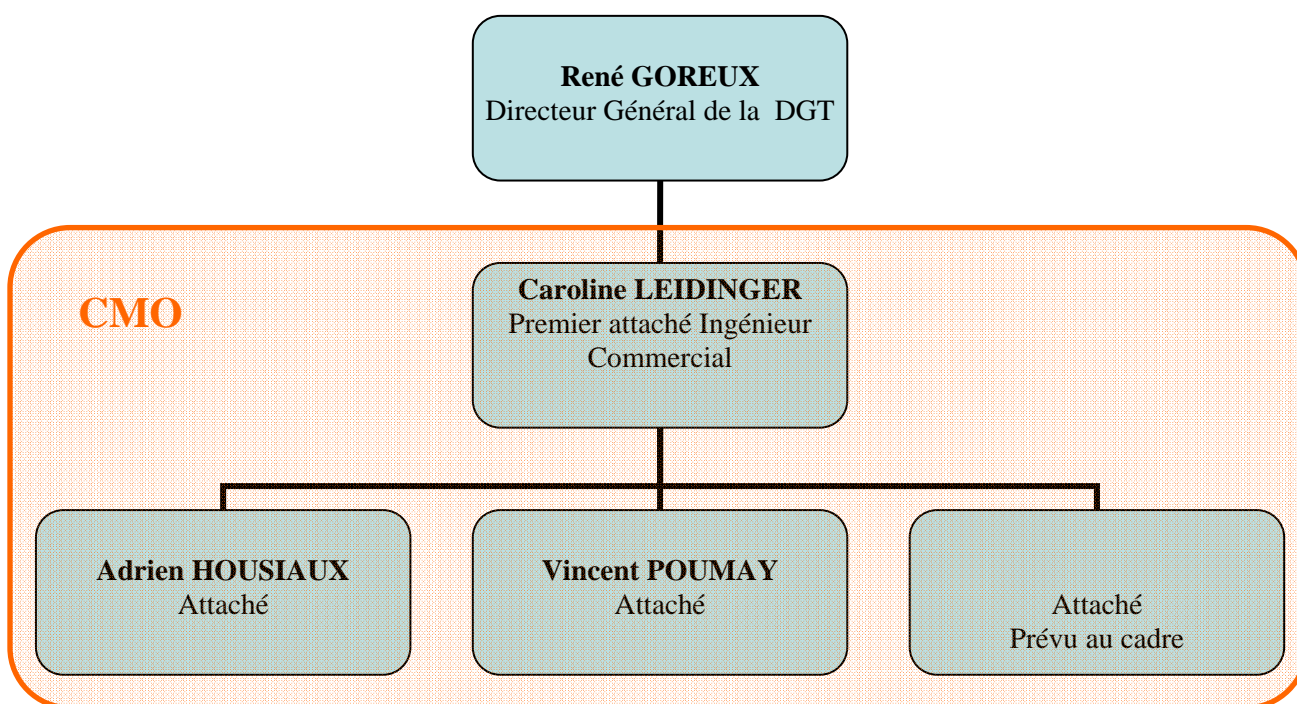 René GOREUX
Directeur Général de la DGT
CMO
Caroline LEIDINGER
Premier attaché Ingénieur
Commercial
Adrien HOUSIAUX
Attaché
Vincent POUMAY
Attaché
Attaché
Prévu au cadre